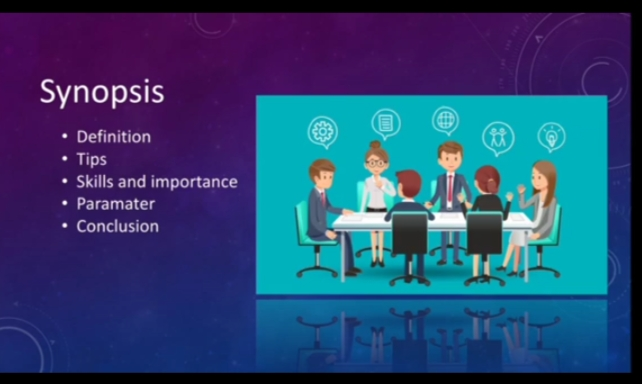 Synopsis
• Definition
• Tips
• Skills and importance
• Paramater
• Conclusion